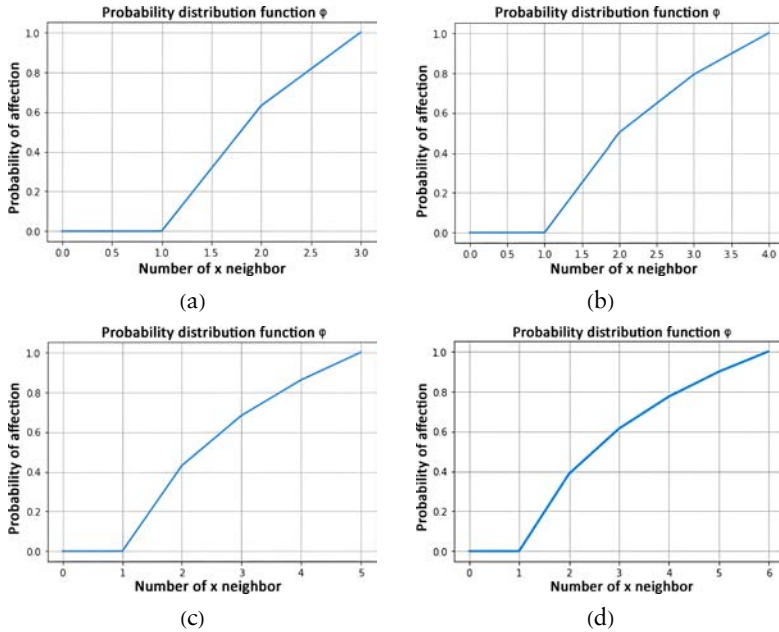 Probability distribution function φ
Probability of affection
1.0
0.8
0.6
0.4
0.2
0.0
0.0 0.5 1.0 1.5 2.0 2.5 3.0
Number of x neighbor
(a)
Probability distribution function φ
Probability of affection
1.0
0.8
0.6
0.4
0.2
0.0
0.0 0.5 1.0 1.5 2.0 2.5 3.0 3.5 4.0
Number of x neighbor
(b)
Probability distribution function φ
Probability of affection
1.0
0.8
0.6
0.4
0.2
0.0
0 1 2 3 4 5
Number of x neighbor
(c)
Probability distribution function φ
Probability of affection
1.0
0.8
0.6
0.4
0.2
0.0
0 1 2 3 4 5 6
Number of x neighbor
(d)